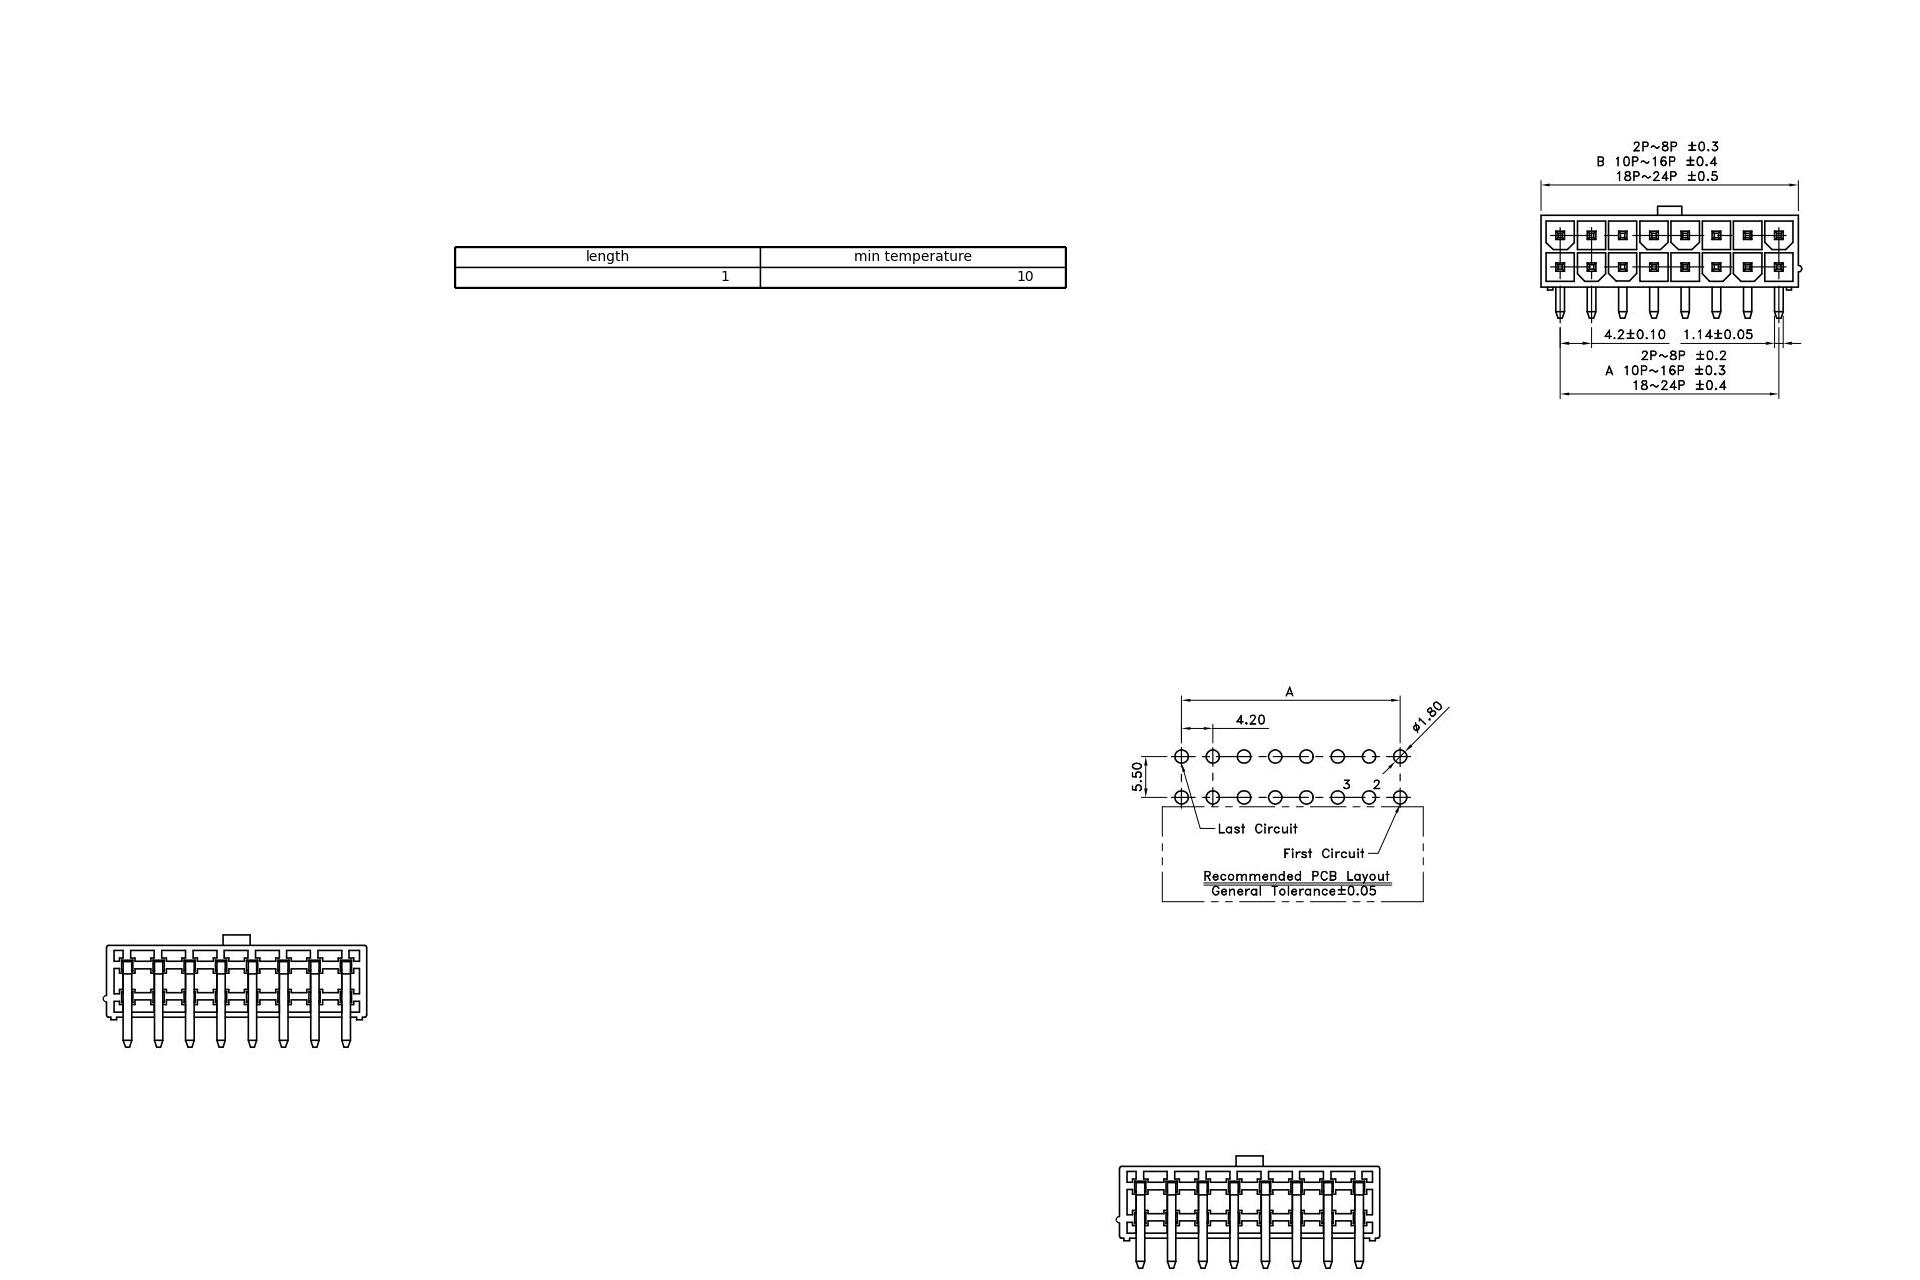 2P~8P ±0.3
B 10P~16P ±0.4
18P~24P ±0.5
length min temperature
1 10
4.2±0.10 1.14±0.05
2P~8P ±0.2
A 10P~16P ±0.3
18~24P ±0.4
A
4.20
ø1.80
5.50
3 2
Last Circuit
First Circuit
Recommended PCB Layout
General Tolerance±0.05